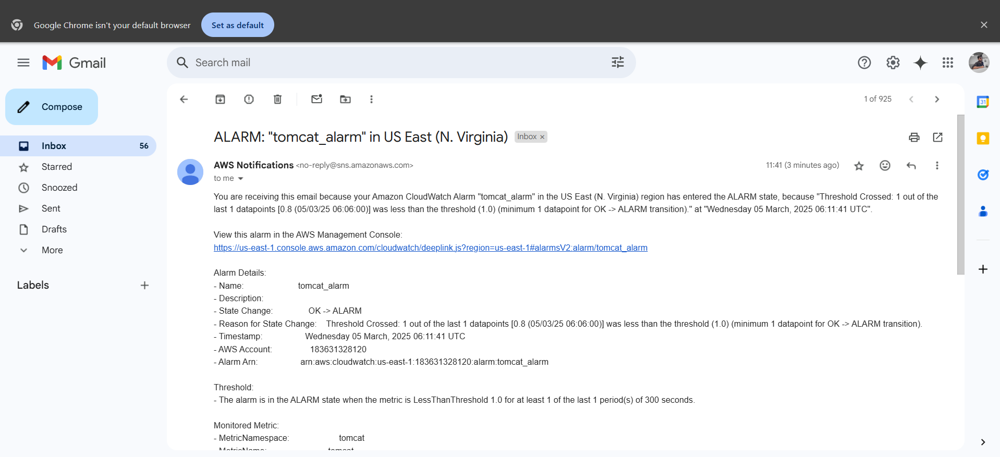 Google Chrome isn't your default browser Set as default
Gmail
Search mail
Compose
1 of 925
Inbox 56
Starred
Snoozed
Sent
Drafts
More
Labels
ALARM: "tomcat_alarm" in US East (N. Virginia) Inbox ×
AWS Notifications <no-reply@sns.amazonaws.com> 11:41 (3 minutes ago)
to me
You are receiving this email because your Amazon CloudWatch Alarm "tomcat_alarm" in the US East (N. Virginia) region has entered the ALARM state, because "Threshold Crossed: 1 out of the
last 1 datapoints [0.8 (05/03/25 06:06:00)] was less than the threshold (1.0) (minimum 1 datapoint for OK -> ALARM transition)." at "Wednesday 05 March, 2025 06:11:41 UTC".
View this alarm in the AWS Management Console:
https://us-east-1.console.aws.amazon.com/cloudwatch/deeplink.js?region=us-east-1#alarmsV2:alarm/tomcat_alarm
Alarm Details:
- Name: tomcat_alarm
- Description:
- State Change: OK -> ALARM
- Reason for State Change: Threshold Crossed: 1 out of the last 1 datapoints [0.8 (05/03/25 06:06:00)] was less than the threshold (1.0) (minimum 1 datapoint for OK -> ALARM transition).
- Timestamp: Wednesday 05 March, 2025 06:11:41 UTC
- AWS Account: 183631328120
- Alarm Arn: arn:aws:cloudwatch:us-east-1:183631328120:alarm:tomcat_alarm
Threshold:
- The alarm is in the ALARM state when the metric is LessThanThreshold 1.0 for at least 1 of the last 1 period(s) of 300 seconds.
Monitored Metric:
- MetricNamespace: tomcat
- MetricName: tomcat
31